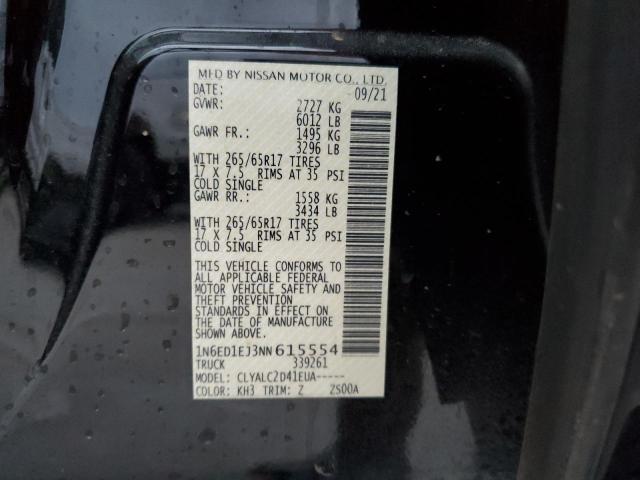 MFD BY NISSAN MOTOR CO., LTD.
DATE: 09/21
GVWR: 2727 KG
6012 LB
GAWR FR.: 1495 KG
3296 LB
WITH 265/65R17 TIRES
17 X 7.5 RIMS AT 35 PSI
COLD SINGLE
GAWR RR.: 1558 KG
3434 LB
WITH 265/65R17 TIRES
17 X 7.5 RIMS AT 35 PSI
COLD SINGLE
THIS VEHICLE CONFORMS TO
ALL APPLICABLE FEDERAL
MOTOR VEHICLE SAFETY AND
THEFT PREVENTION
STANDARDS IN EFFECT ON
THE DATE OF MANUFACTURE
SHOWN ABOVE.
1N6ED1EJ3NN615554
TRUCK 339261
MODEL: CLYALC2D41EUA-----
COLOR: KH3 TRIM: Z ZS00A